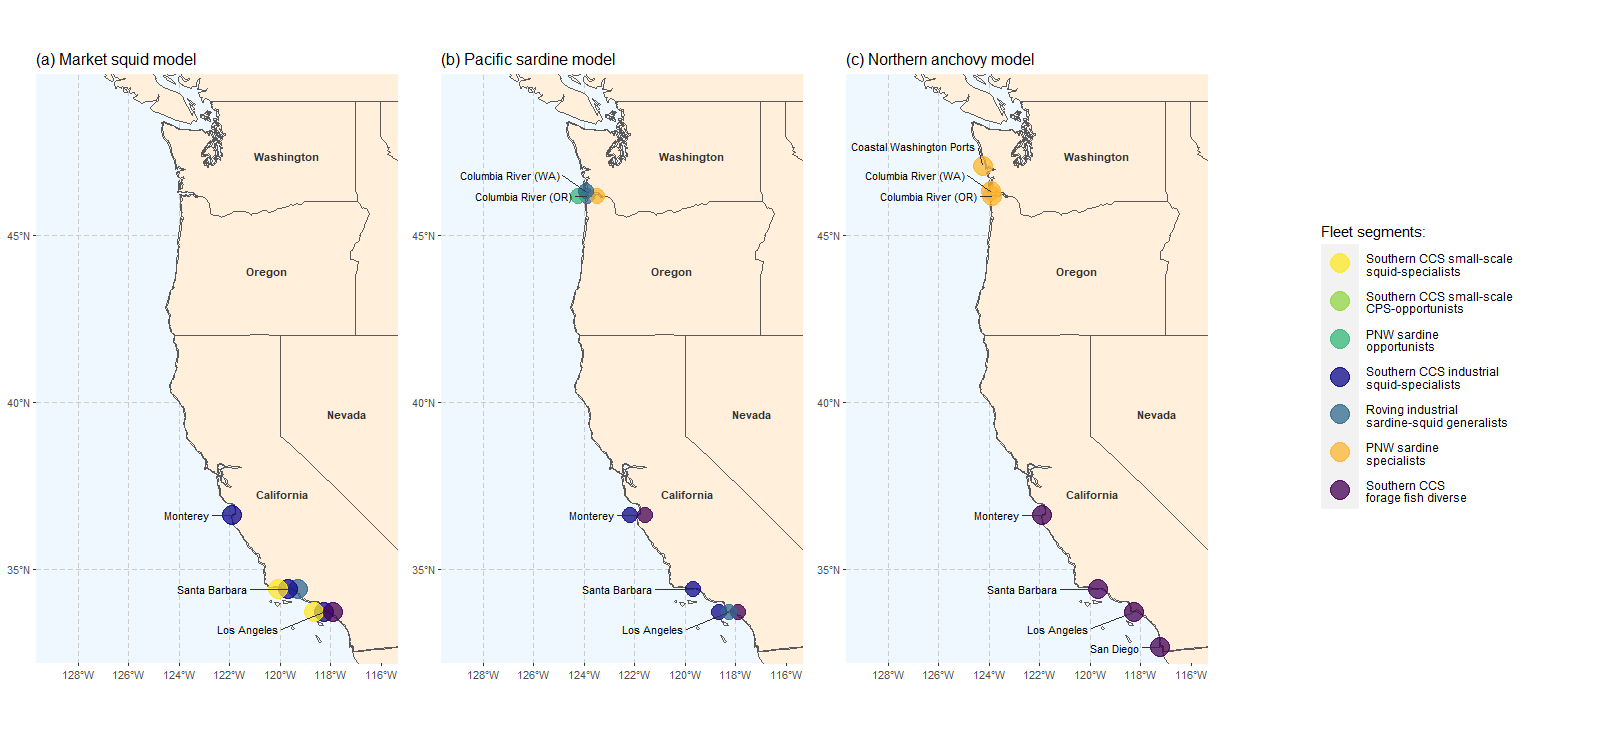 (a) Market squid model
Washington
Oregon
Nevada
California
Monterey
Santa Barbara
Los Angeles
45°N
40°N
35°N
128°W
126°W
124°W
122°W
120°W
118°W
116°W
(b) Pacific sardine model
Washington
Columbia River (WA)
Columbia River (OR)
Oregon
Nevada
California
Monterey
Santa Barbara
Los Angeles
45°N
40°N
35°N
128°W
126°W
124°W
122°W
120°W
118°W
116°W
(c) Northern anchovy model
Coastal Washington Ports
Washington
Columbia River (WA)
Columbia River (OR)
Oregon
Nevada
California
Monterey
Santa Barbara
Los Angeles
San Diego
45°N
40°N
35°N
128°W
126°W
124°W
122°W
120°W
118°W
116°W
Fleet segments:
Southern CCS small-scale
squid-specialists
Southern CCS small-scale
CPS-opportunists
PNW sardine
opportunists
Southern CCS industrial
squid-specialists
Roving industrial
sardine-squid generalists
PNW sardine
specialists
Southern CCS
forage fish diverse